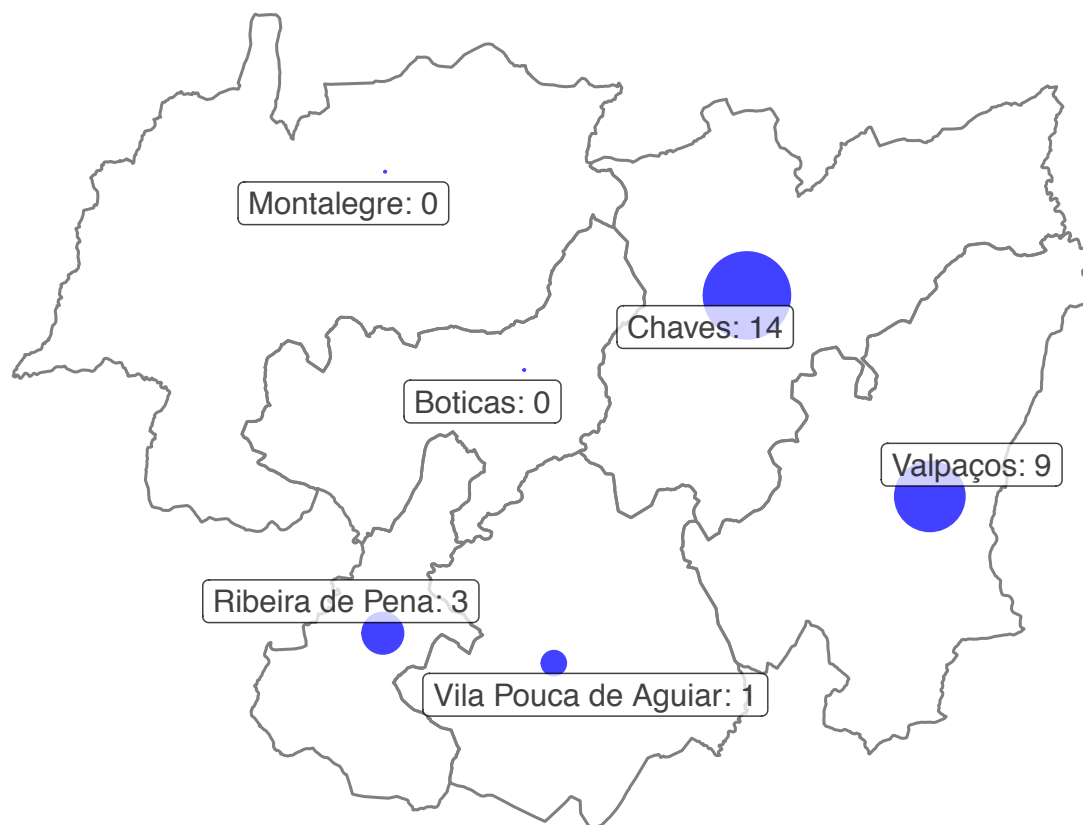 Montalegre: 0
Chaves: 14
Boticas: 0
Valpaços: 9
Ribeira de Pena: 3
Vila Pouca de Aguiar: 1